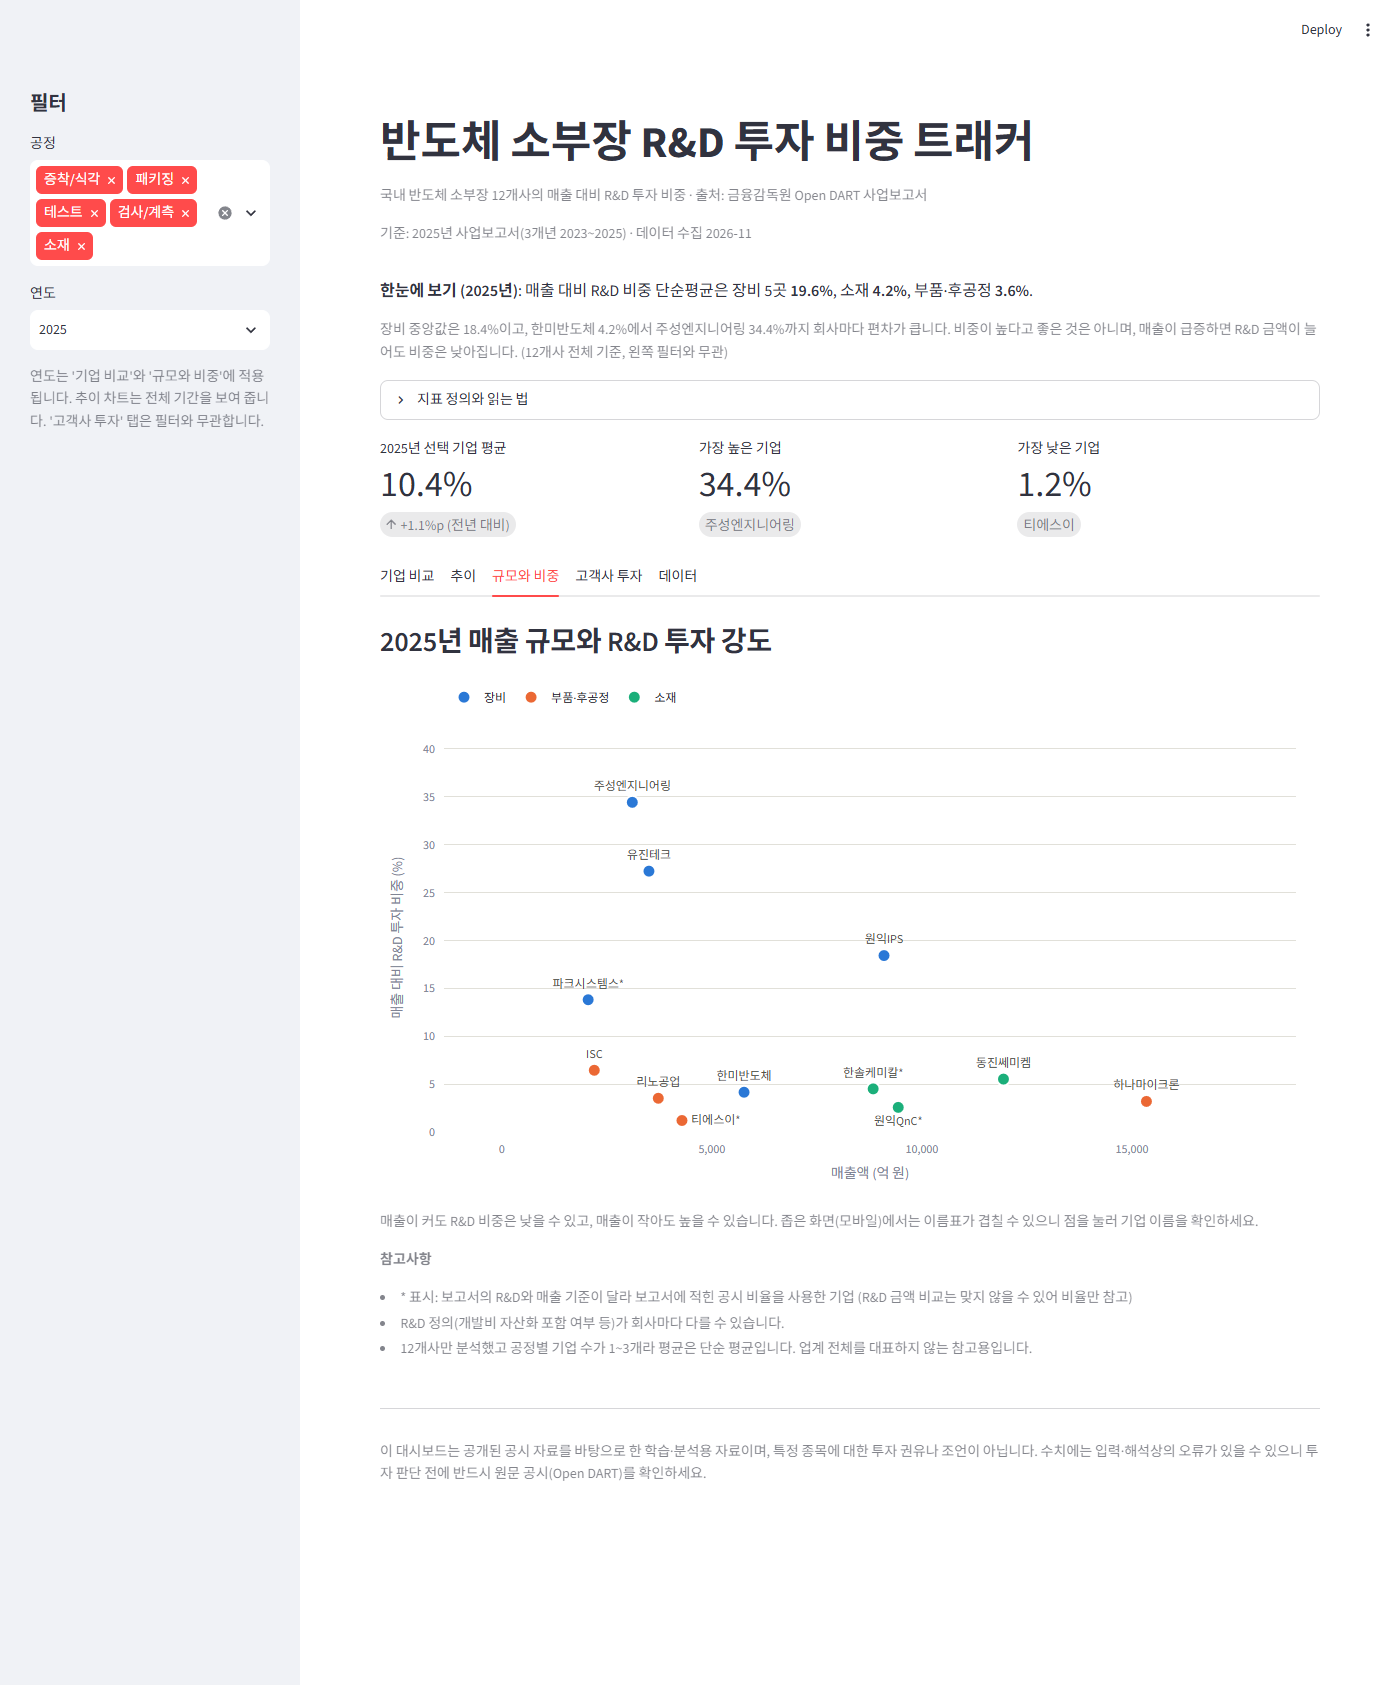 Deploy
필터
공정
증착/식각
패키징
테스트
검사/계측
소재
연도
2025
연도는 '기업 비교'와 '규모와 비중'에 적용
됩니다. 추이 차트는 전체 기간을 보여 줍니
다. '고객사 투자' 탭은 필터와 무관합니다.
반도체 소부장 R&D 투자 비중 트래커
국내 반도체 소부장 12개사의 매출 대비 R&D 투자 비중 · 출처: 금융감독원 Open DART 사업보고서
기준: 2025년 사업보고서(3개년 2023~2025) · 데이터 수집 2026-11
한눈에 보기 (2025년): 매출 대비 R&D 비중 단순평균은 장비 5곳 19.6%, 소재 4.2%, 부품·후공정 3.6%.
장비 중앙값은 18.4%이고, 한미반도체 4.2%에서 주성엔지니어링 34.4%까지 회사마다 편차가 큽니다. 비중이 높다고 좋은 것은 아니며, 매출이 급증하면 R&D 금액이 늘
어도 비중은 낮아집니다. (12개사 전체 기준, 왼쪽 필터와 무관)
지표 정의와 읽는 법
2025년 선택 기업 평균
10.4%
+1.1%p (전년 대비)
가장 높은 기업
34.4%
주성엔지니어링
가장 낮은 기업
1.2%
티에스이
기업 비교 추이 규모와 비중 고객사 투자 데이터
2025년 매출 규모와 R&D 투자 강도
장비 부품·후공정 소재
매출 대비 R&D 투자 비중 (%)
40
35
30
25
20
15
10
5
0
주성엔지니어링
유진테크
원익IPS
파크시스템스*
ISC
리노공업
한미반도체
한솔케미칼*
동진쎄미켐
하나마이크론
티에스이*
원익QnC*
0 5,000 10,000 15,000
매출액 (억 원)
매출이 커도 R&D 비중은 낮을 수 있고, 매출이 작아도 높을 수 있습니다. 좁은 화면(모바일)에서는 이름표가 겹칠 수 있으니 점을 눌러 기업 이름을 확인하세요.
참고사항
* 표시: 보고서의 R&D와 매출 기준이 달라 보고서에 적힌 공시 비율을 사용한 기업 (R&D 금액 비교는 맞지 않을 수 있어 비율만 참고)
R&D 정의(개발비 자산화 포함 여부 등)가 회사마다 다를 수 있습니다.
12개사만 분석했고 공정별 기업 수가 1~3개라 평균은 단순 평균입니다. 업계 전체를 대표하지 않는 참고용입니다.
이 대시보드는 공개된 공시 자료를 바탕으로 한 학습·분석용 자료이며, 특정 종목에 대한 투자 권유나 조언이 아닙니다. 수치에는 입력·해석상의 오류가 있을 수 있으니 투
자 판단 전에 반드시 원문 공시(Open DART)를 확인하세요.